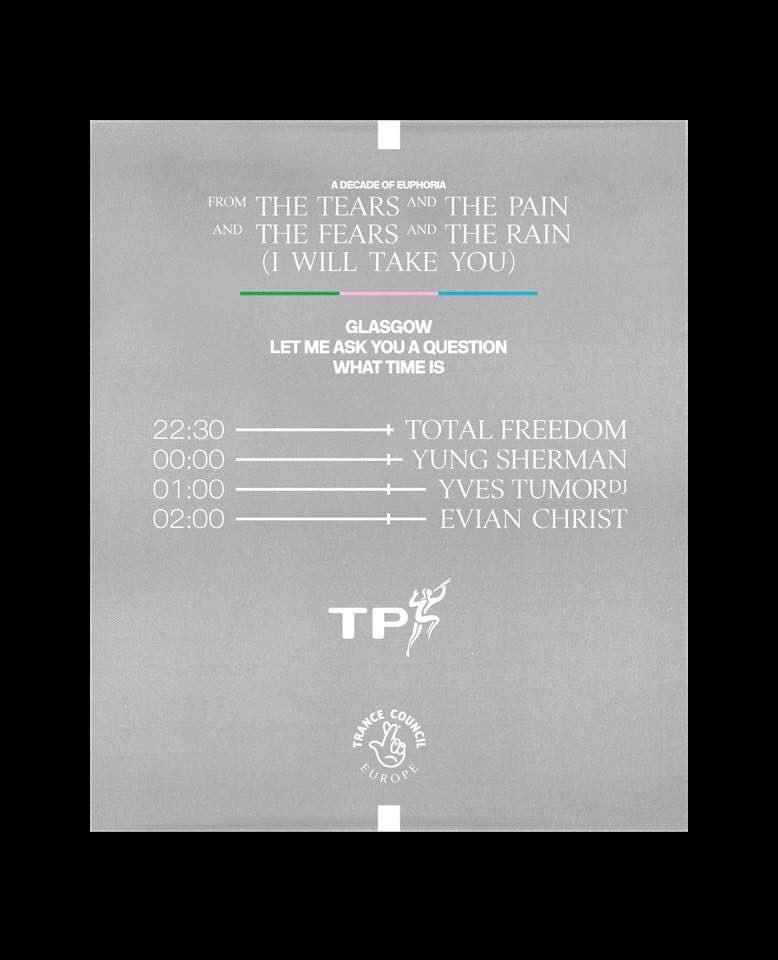 A DECADE OF EUPHORIA
FROM THE TEARS AND THE PAIN
AND THE FEARS AND THE RAIN
(I WILL TAKE YOU)
GLASGOW
LET ME ASK YOU A QUESTION
WHAT TIME IS
22:30 TOTAL FREEDOM
00:00 YUNG SHERMAN
01:00 YVES TUMOR DJ
02:00 EVIAN CHRIST
TP
TRANCE COUNCIL
EUROPE